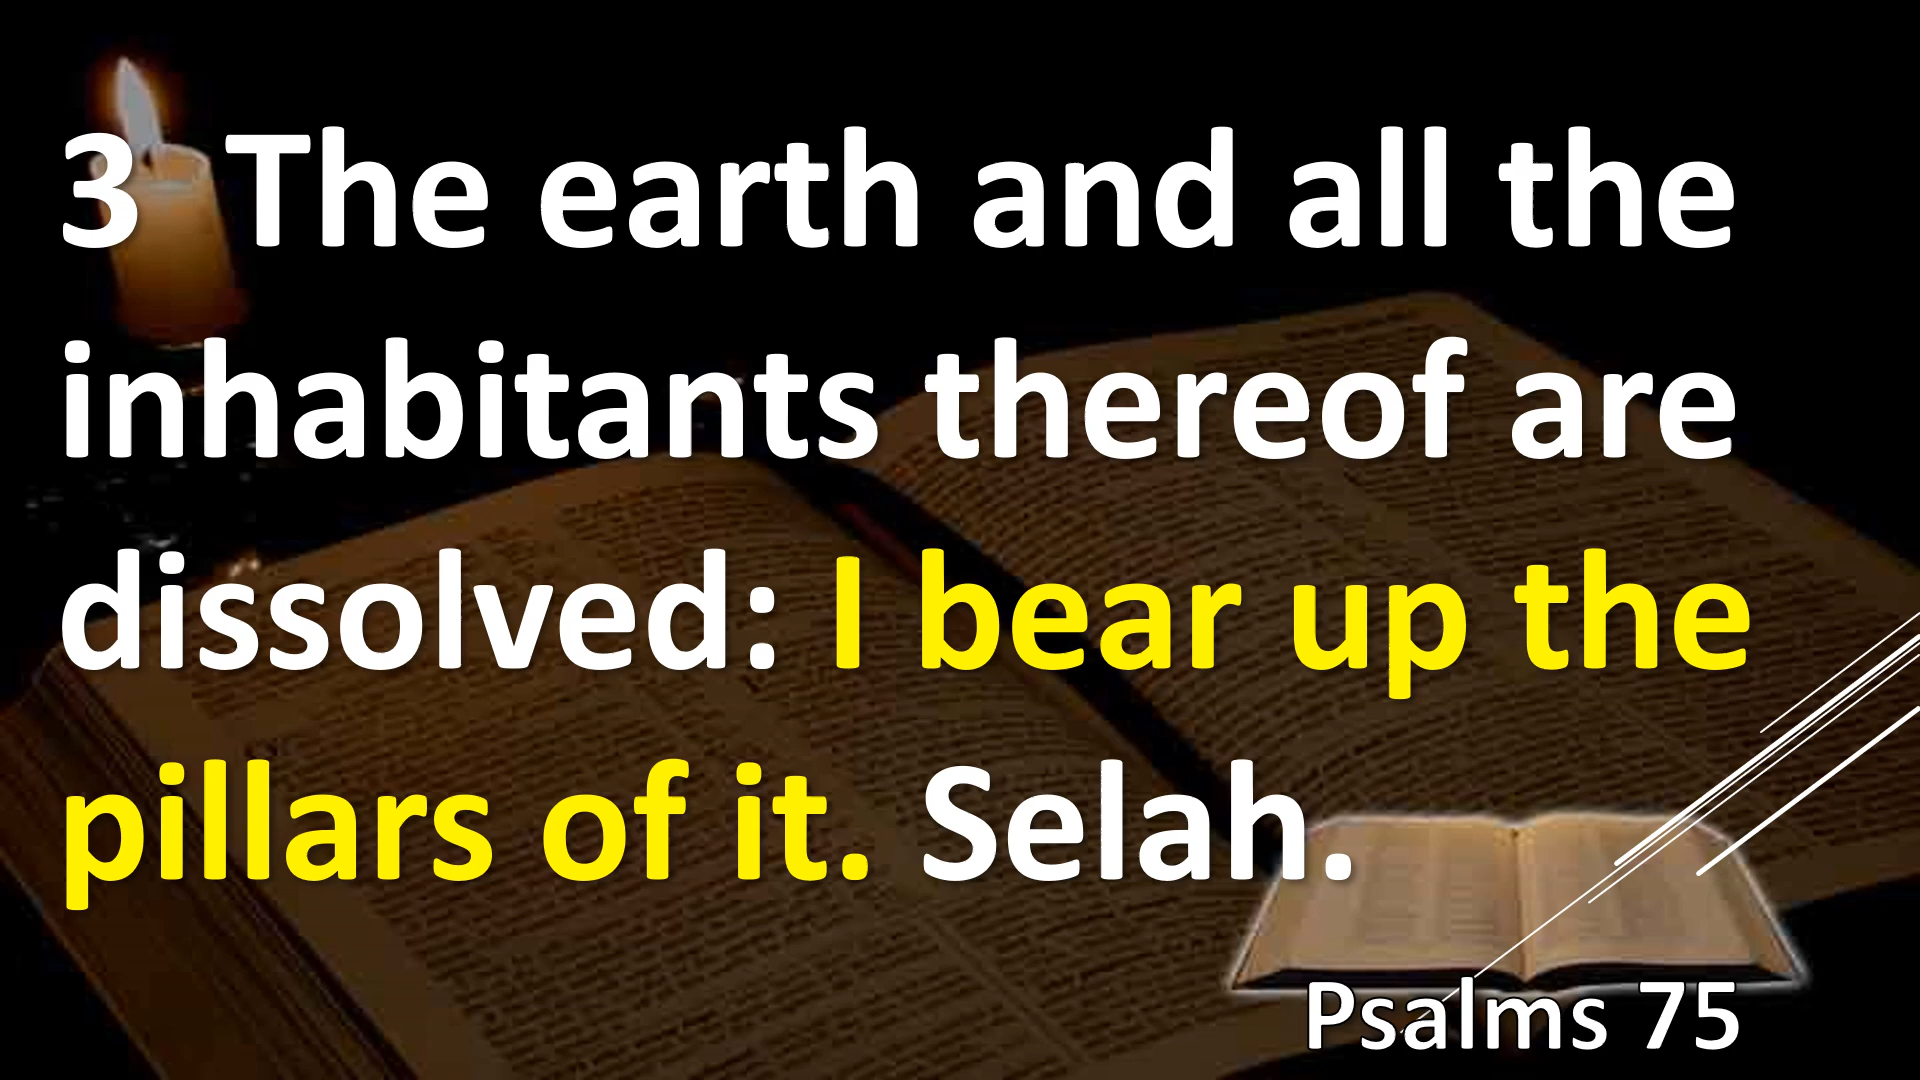 3  The earth and all the
inhabitants thereof are
dissolved: I bear up the
pillars of it. Selah.
Psalms 75